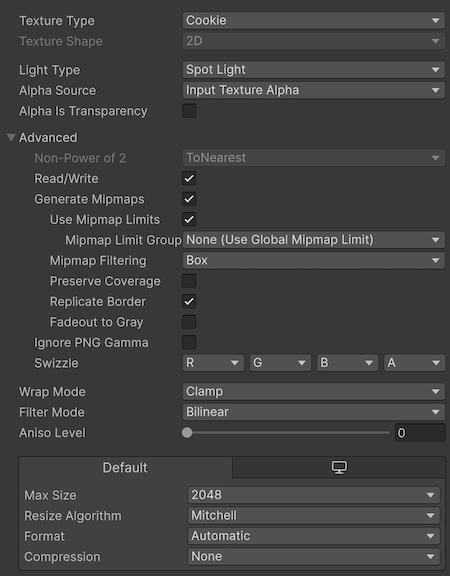 Texture Type Cookie
Texture Shape 2D
Light Type Spot Light
Alpha Source Input Texture Alpha
Alpha Is Transparency
Advanced
Non-Power of 2 ToNearest
Read/Write
Generate Mipmaps
Use Mipmap Limits
Mipmap Limit Group None (Use Global Mipmap Limit)
Mipmap Filtering Box
Preserve Coverage
Replicate Border
Fadeout to Gray
Ignore PNG Gamma
Swizzle R G B A
Wrap Mode Clamp
Filter Mode Bilinear
Aniso Level 0
Default
Max Size 2048
Resize Algorithm Mitchell
Format Automatic
Compression None